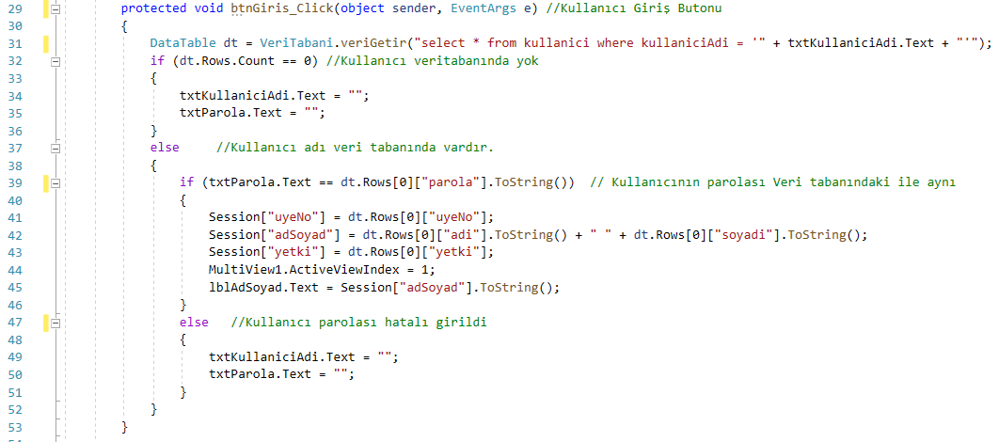 29 protected void btnGiris_Click(object sender, EventArgs e) //Kullanıcı Giriş Butonu
30 {
31 DataTable dt = VeriTabani.veriGetir("select * from kullanici where kullaniciAdi = '" + txtKullaniciAdi.Text + "'");
32 if (dt.Rows.Count == 0) //Kullanıcı veritabanında yok
33 {
34 txtKullaniciAdi.Text = "";
35 txtParola.Text = "";
36 }
37 else //Kullanıcı adı veri tabanında vardır.
38 {
39 if (txtParola.Text == dt.Rows[0]["parola"].ToString()) // Kullanıcının parolası Veri tabanındaki ile aynı
40 {
41 Session["uyeNo"] = dt.Rows[0]["uyeNo"];
42 Session["adSoyad"] = dt.Rows[0]["adi"].ToString() + " " + dt.Rows[0]["soyadi"].ToString();
43 Session["yetki"] = dt.Rows[0]["yetki"];
44 MultiView1.ActiveViewIndex = 1;
45 lblAdSoyad.Text = Session["adSoyad"].ToString();
46 }
47 else //Kullanıcı parolası hatalı girildi
48 {
49 txtKullaniciAdi.Text = "";
50 txtParola.Text = "";
51 }
52 }
53 }